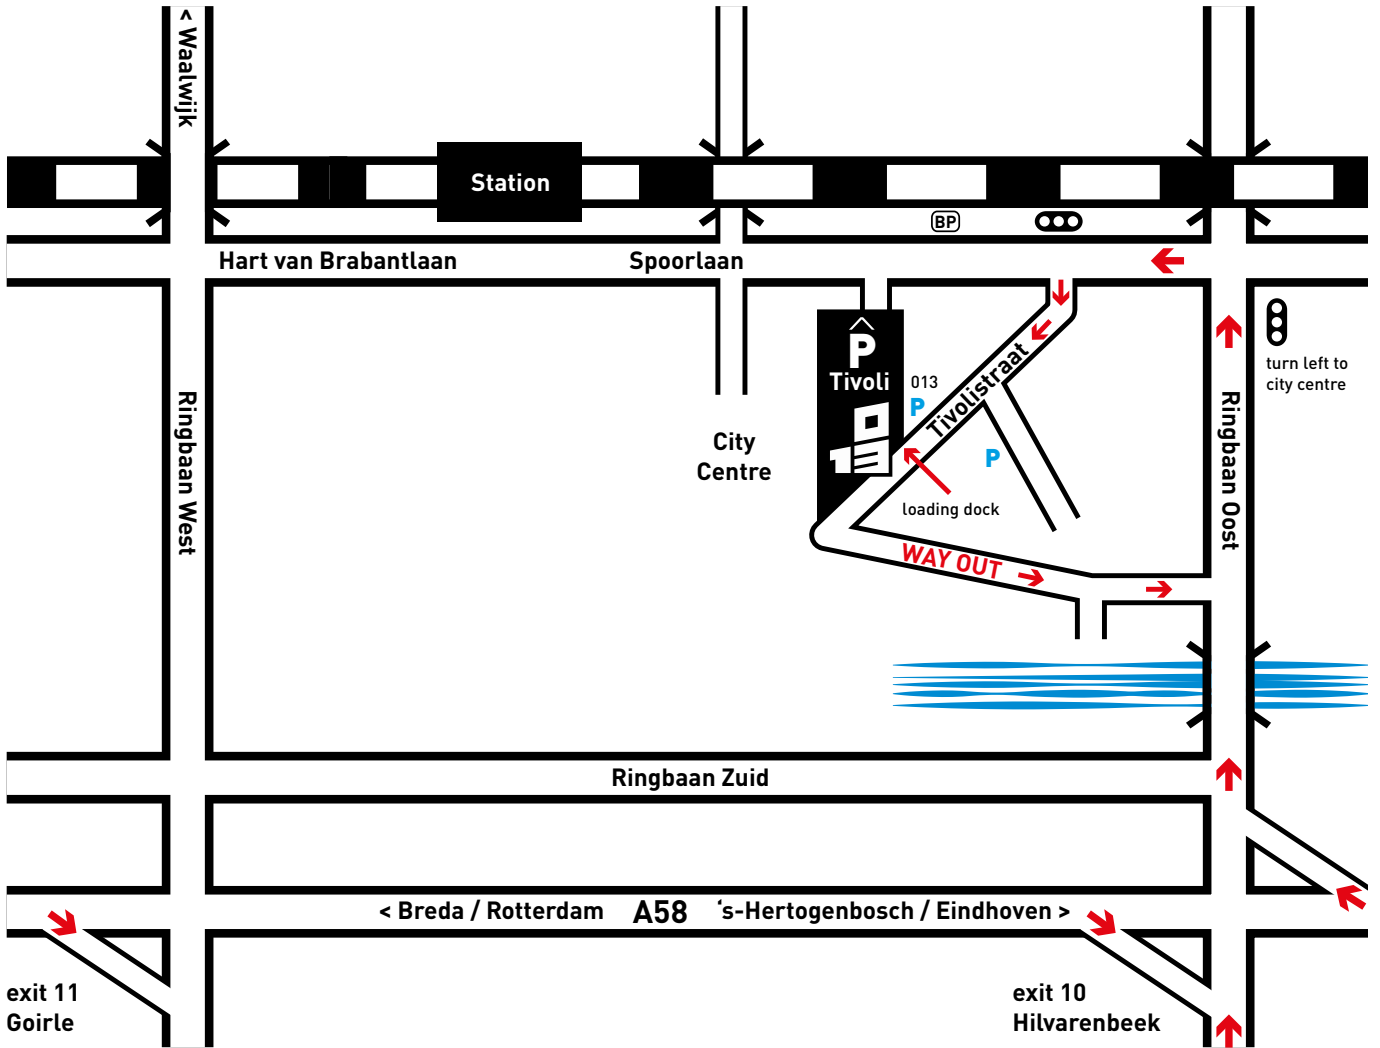 < Waalwijk
Station
BP
Hart van Brabantlaan
Spoorlaan
P
Tivoli
013
P
Tivolistraat
turn left to
city centre
Ringbaan West
Ringbaan Oost
City
Centre
013
P
loading dock
WAY OUT
Ringbaan Zuid
< Breda / Rotterdam
A58
‘s-Hertogenbosch / Eindhoven >
exit 11
Goirle
exit 10
Hilvarenbeek